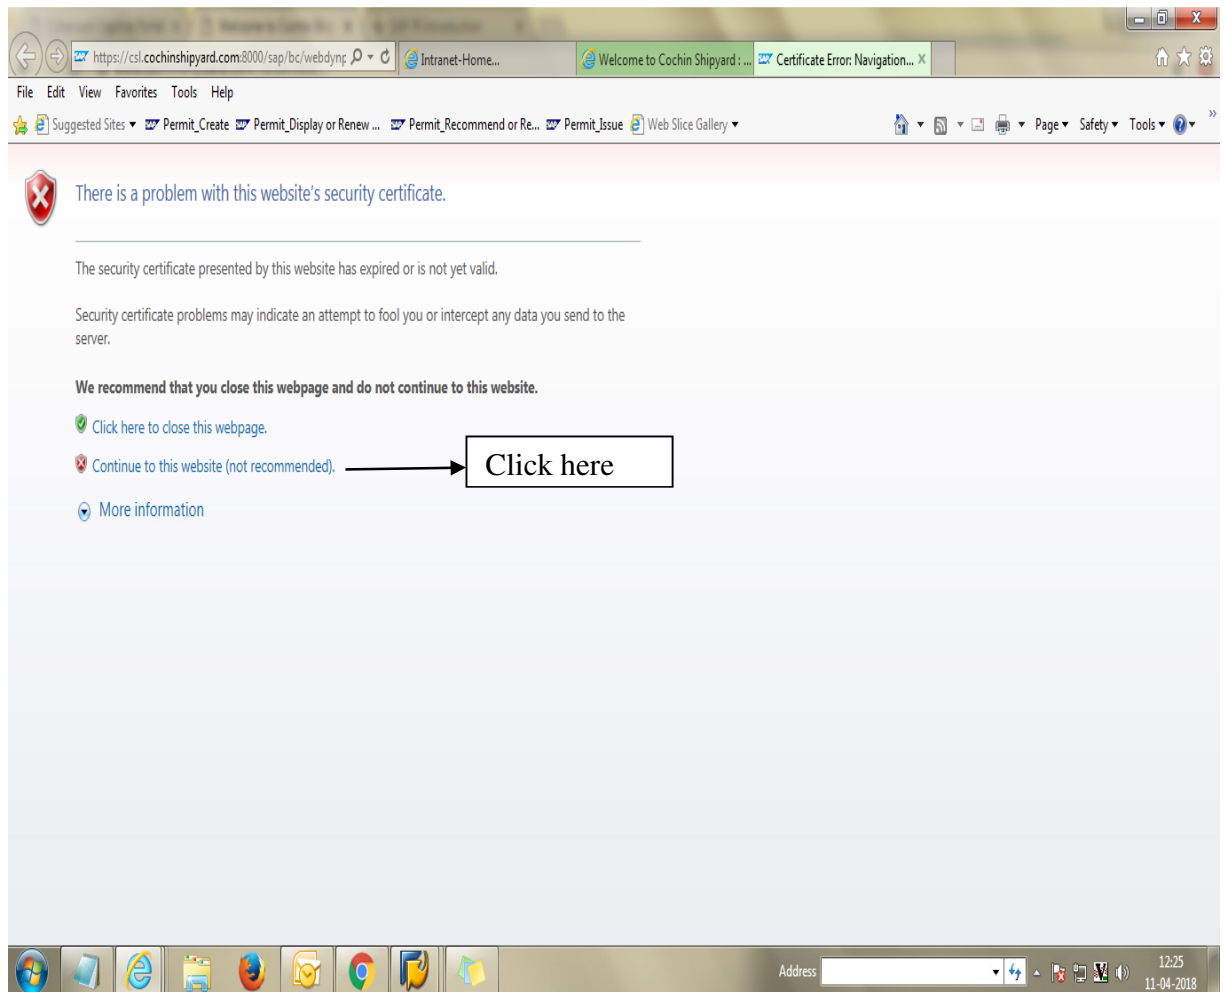 https://csl.cochinshipyard.com:8000/sap/bc/webdynp
Intranet-Home...
Welcome to Cochin Shipyard : ...
Certificate Error: Navigation...
File Edit View Favorites Tools Help
Suggested Sites
Permit_Create
Permit_Display or Renew ...
Permit_Recommend or Re...
Permit_Issue
Web Slice Gallery
Page
Safety
Tools
There is a problem with this website's security certificate.
The security certificate presented by this website has expired or is not yet valid.
Security certificate problems may indicate an attempt to fool you or intercept any data you send to the
server.
We recommend that you close this webpage and do not continue to this website.
Click here to close this webpage.
Continue to this website (not recommended).
Click here
More information
Address
12:25
11-04-2018